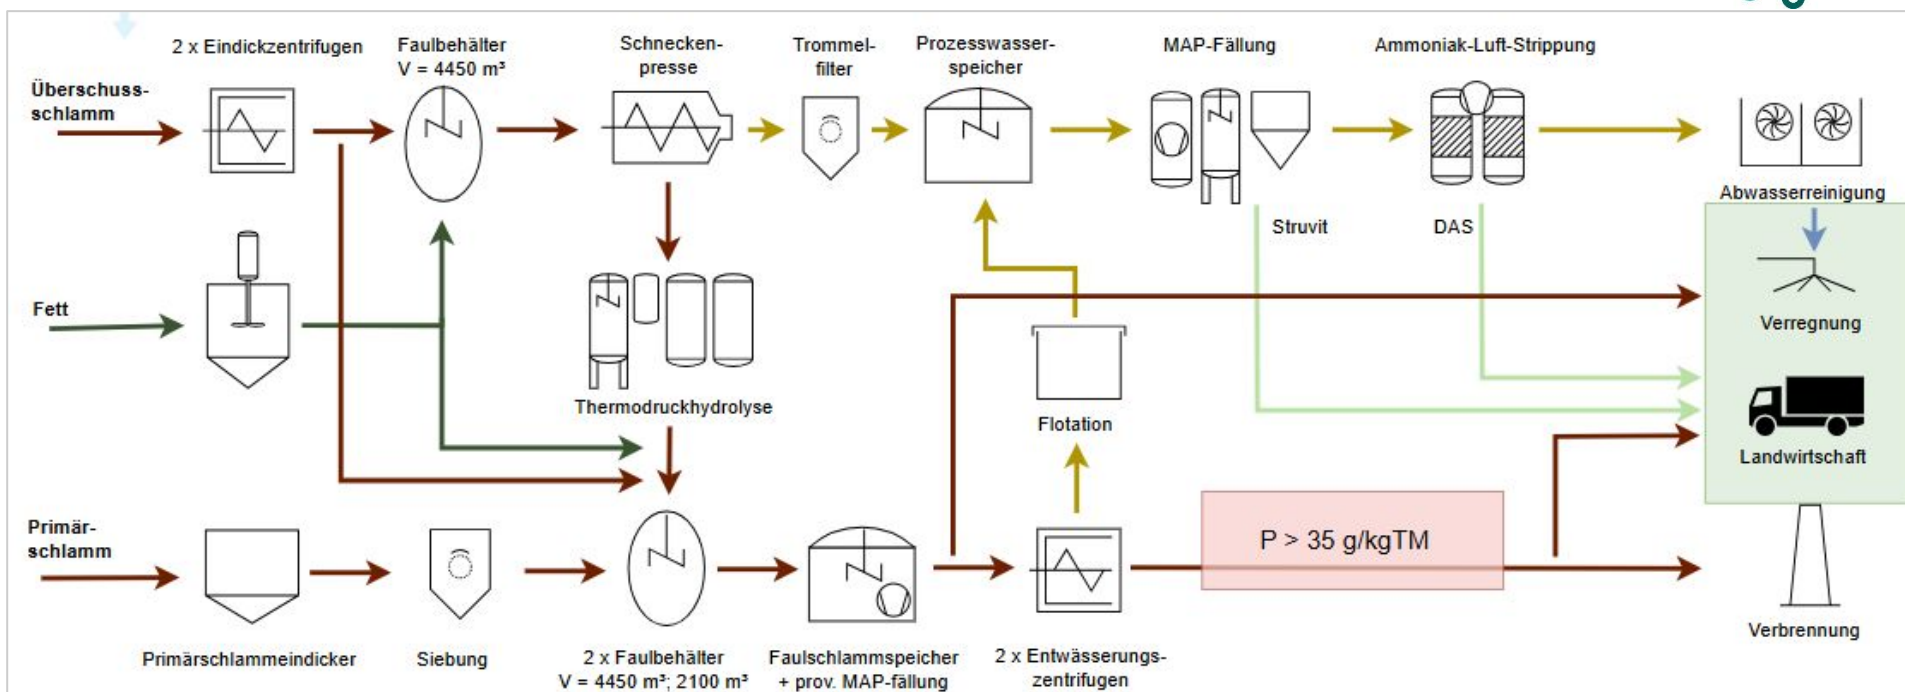 2 x Eindickzentrifugen
Faulbehälter
V = 4450 m³
Schnecken-
presse
Trommel-
filter
Prozesswasser-
speicher
MAP-Fällung
Ammoniak-Luft-Strippung
Überschuss-
schlamm
Abwasserreinigung
Struvit
DAS
Fett
Verregnung
Thermodruckhydrolyse
Flotation
Landwirtschaft
Primär-
schlamm
P > 35 g/kgTM
Verbrennung
Primärschlammeindicker
Siebung
2 x Faulbehälter
V = 4450 m³; 2100 m³
Faulschlammspeicher
+ prov. MAP-fällung
2 x Entwässerungs-
zentrifugen